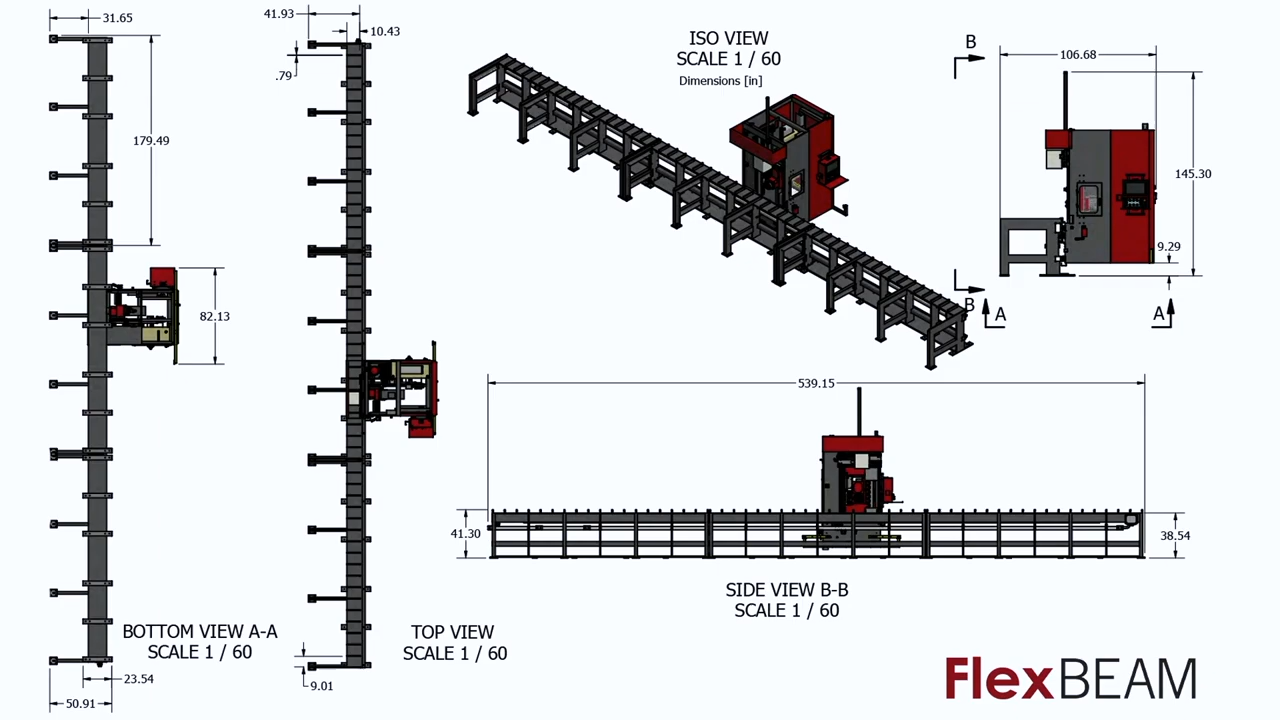 31.65
179.49
82.13
BOTTOM VIEW A-A
SCALE 1 / 60
23.54
50.91
41.93
10.43
.79
TOP VIEW
SCALE 1 / 60
9.01
ISO VIEW
SCALE 1 / 60
Dimensions [in]
B
B
106.68
145.30
9.29
A
A
539.15
41.30
38.54
SIDE VIEW B-B
SCALE 1 / 60
FlexBEAM